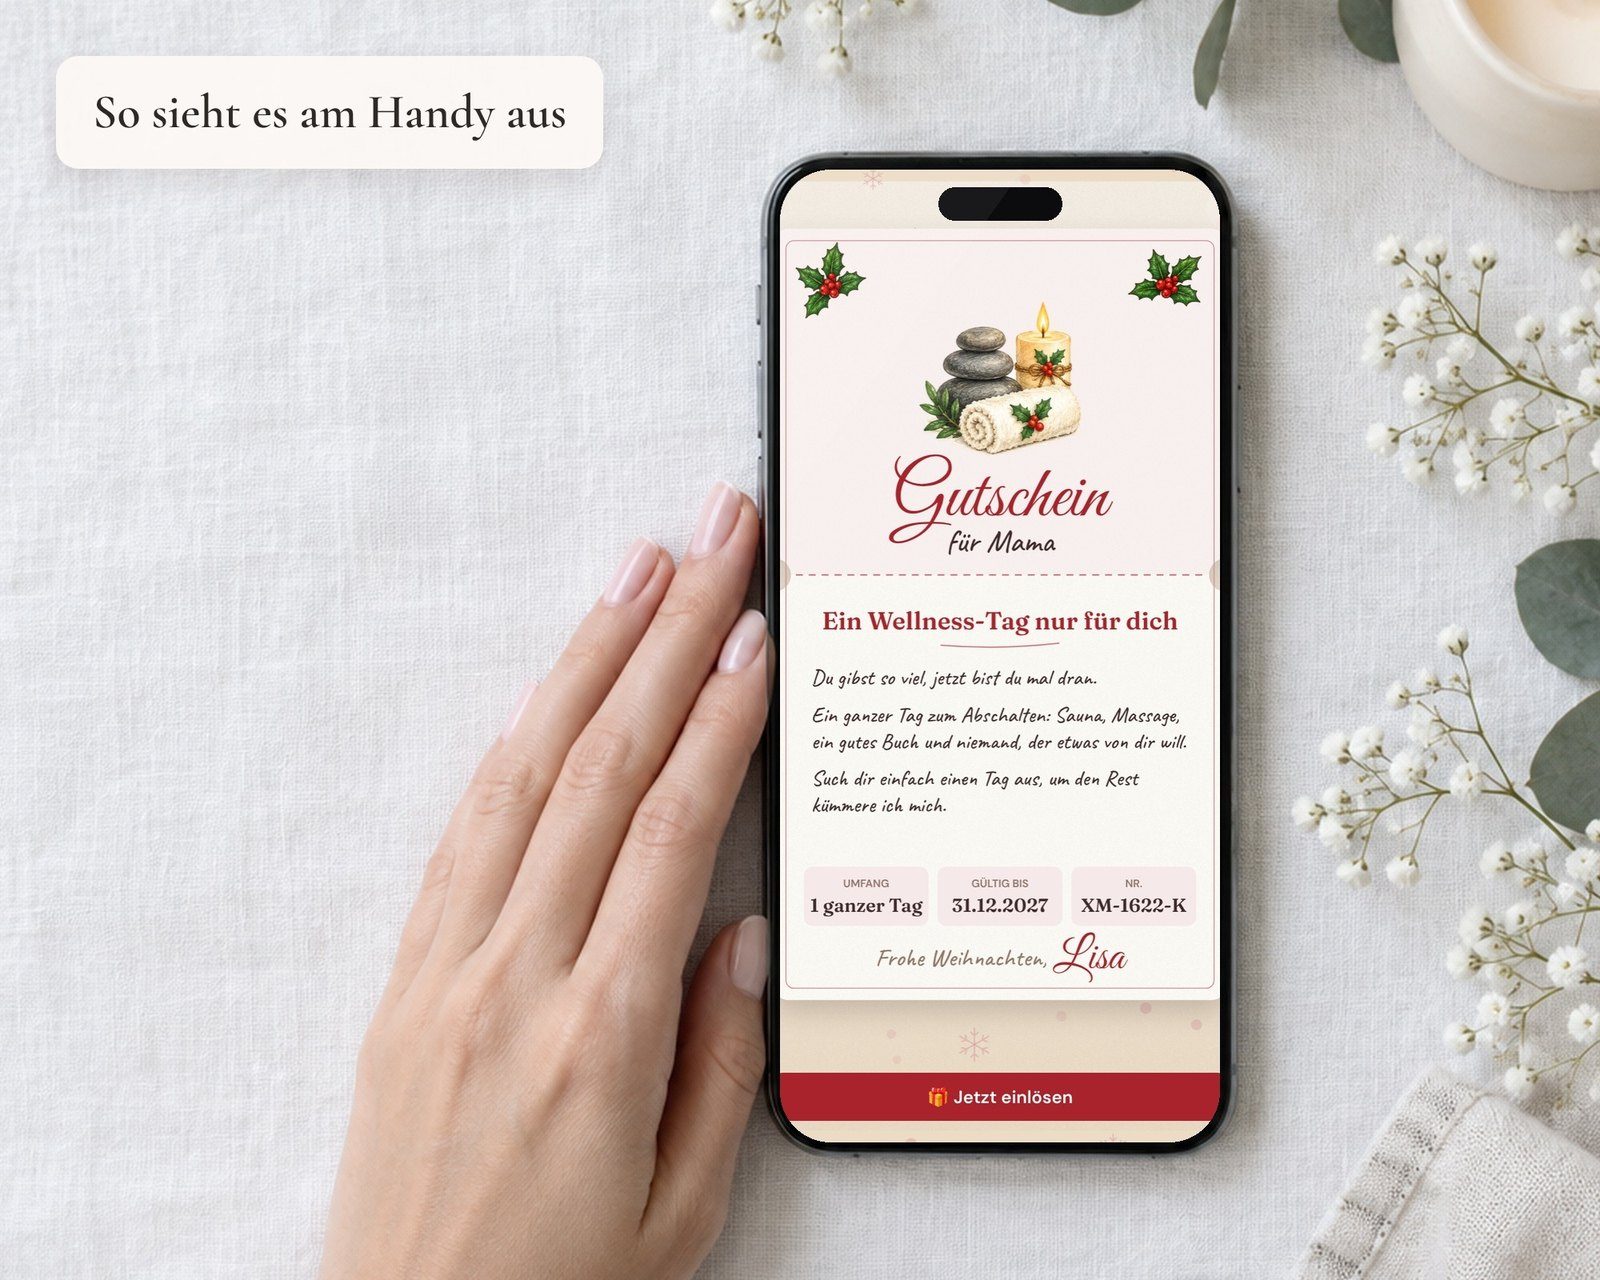 So sieht es am Handy aus
Gutschein
für Mama
Ein Wellness-Tag nur für dich
Du gibst so viel, jetzt bist du mal dran.
Ein ganzer Tag zum Abschalten: Sauna, Massage,
ein gutes Buch und niemand, der etwas von dir will.
Such dir einfach einen Tag aus, um den Rest
kümmere ich mich.
UMFANG
1 ganzer Tag
GÜLTIG BIS
31.12.2027
NR.
XM-1622-K
Frohe Weihnachten, Lisa
🎁 Jetzt einlösen